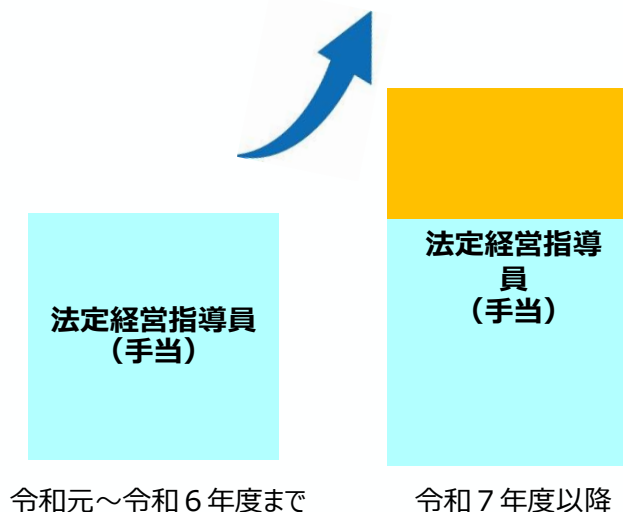 法定経営指導員
（手当）
法定経営指導
員
（手当）
令和元～令和６年度まで
令和７年度以降